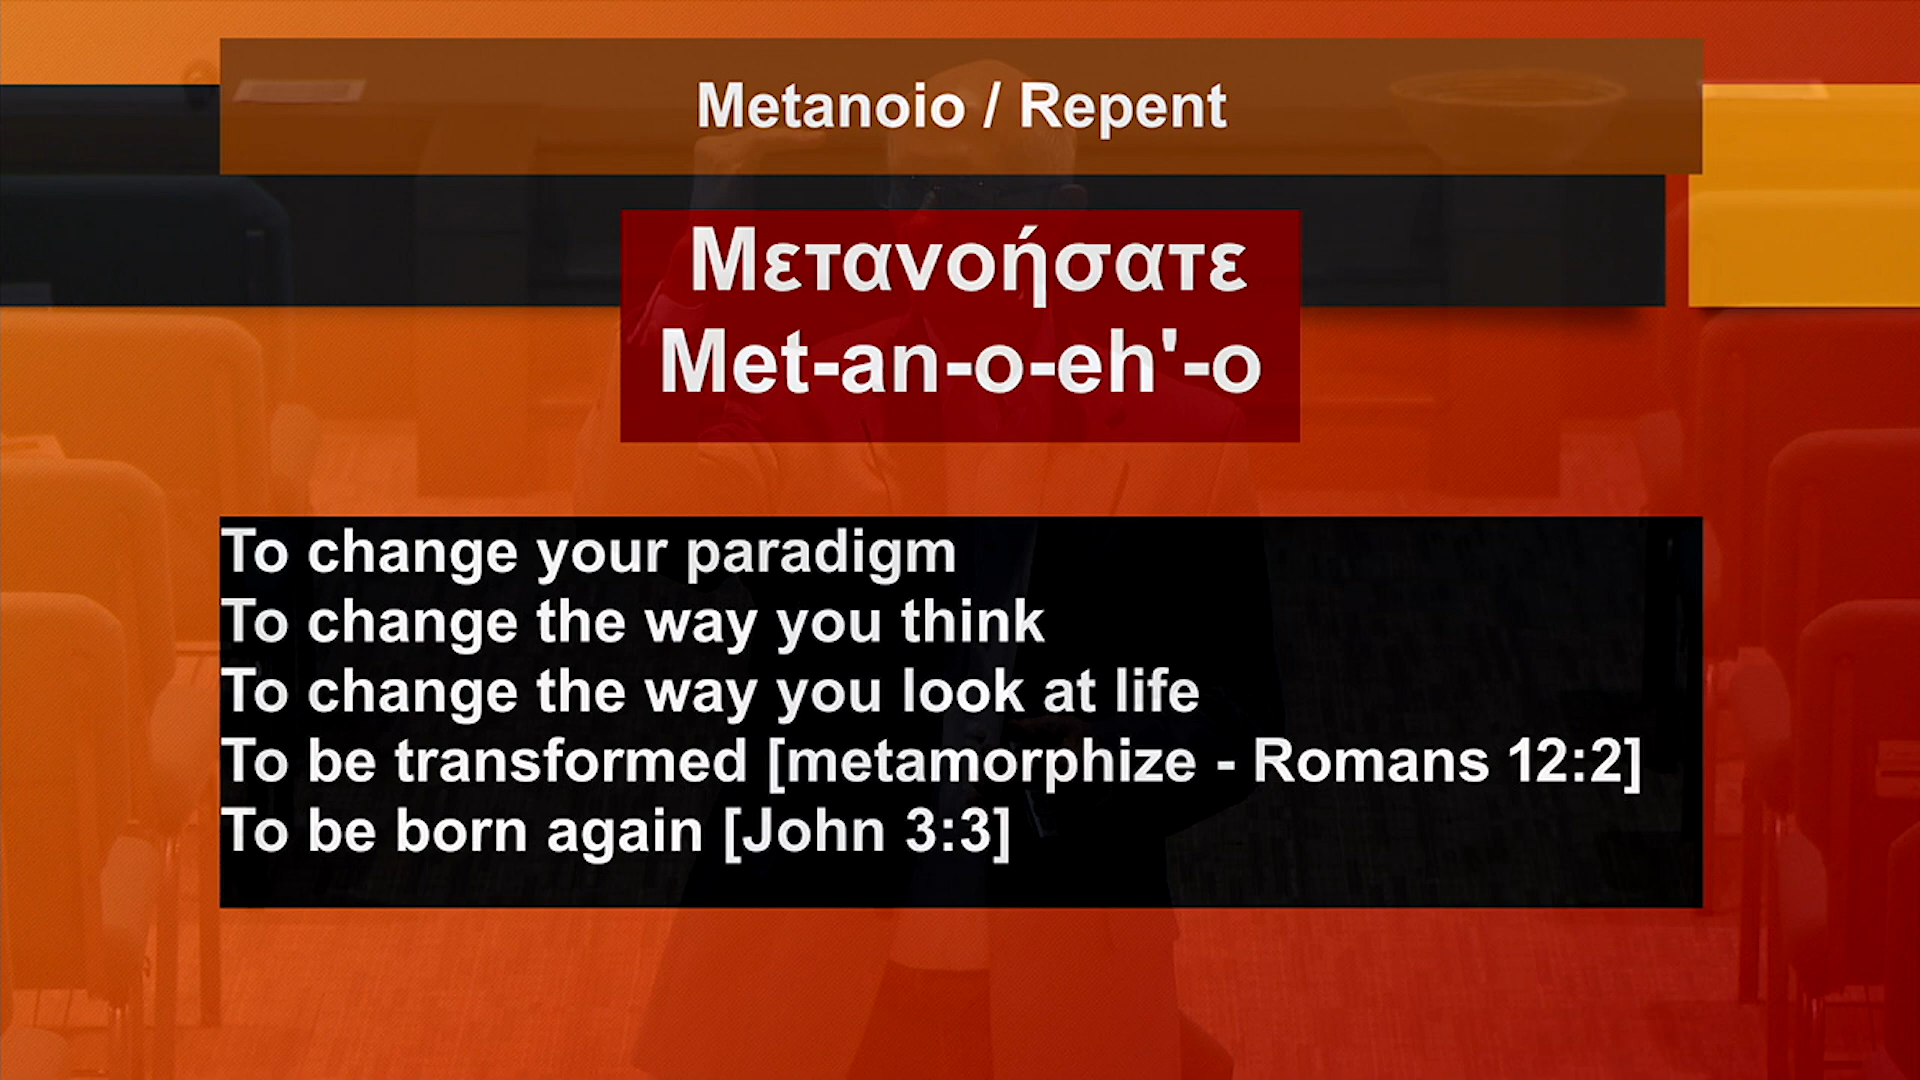 Metanoio / Repent
Μετανοήσατε
Met-an-o-eh'-o
To change your paradigm
To change the way you think
To change the way you look at life
To be transformed [metamorphize - Romans 12:2]
To be born again [John 3:3]